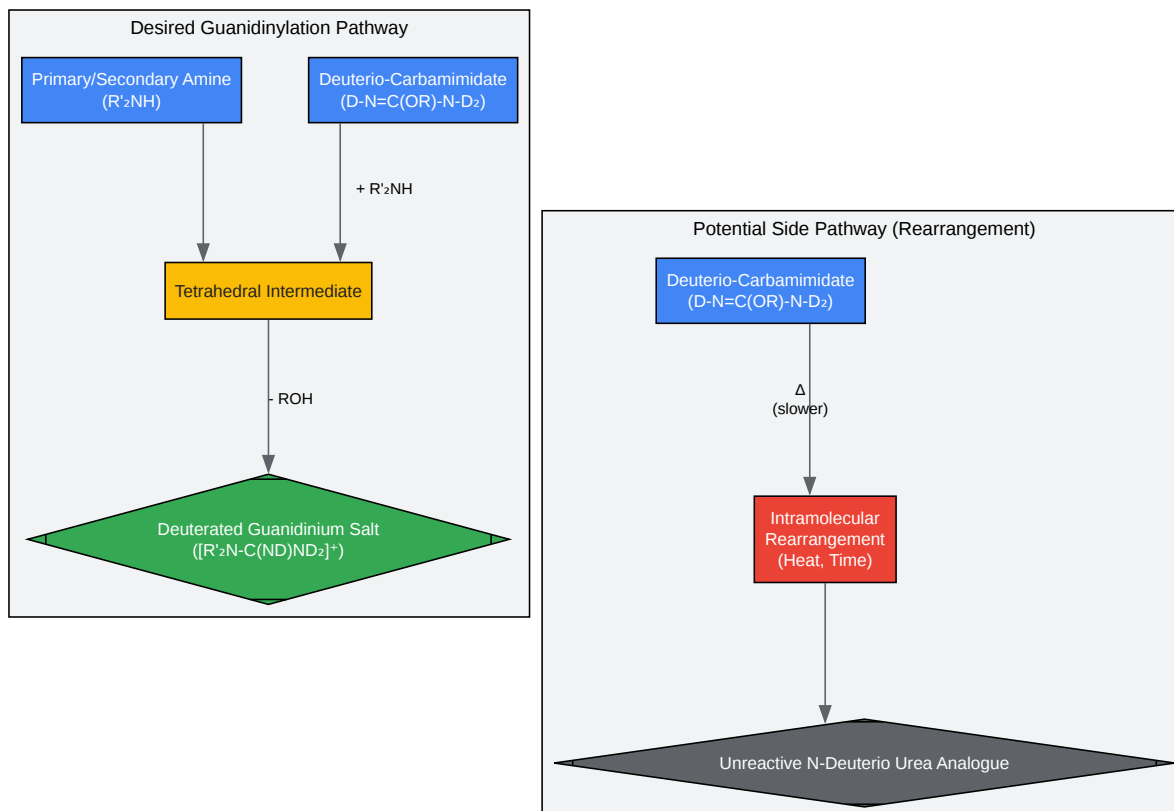 Desired Guanidinylation Pathway
Primary/Secondary Amine
(R'₂NH)
Deuterio-Carbamimidate
(D-N=C(OR)-N-D₂)
+ R'₂NH
Tetrahedral Intermediate
- ROH
Deuterated Guanidinium Salt
([R'₂N-C(ND)ND₂]⁺)
Potential Side Pathway (Rearrangement)
Deuterio-Carbamimidate
(D-N=C(OR)-N-D₂)
Δ
(slower)
Intramolecular
Rearrangement
(Heat, Time)
Unreactive N-Deuterio Urea Analogue